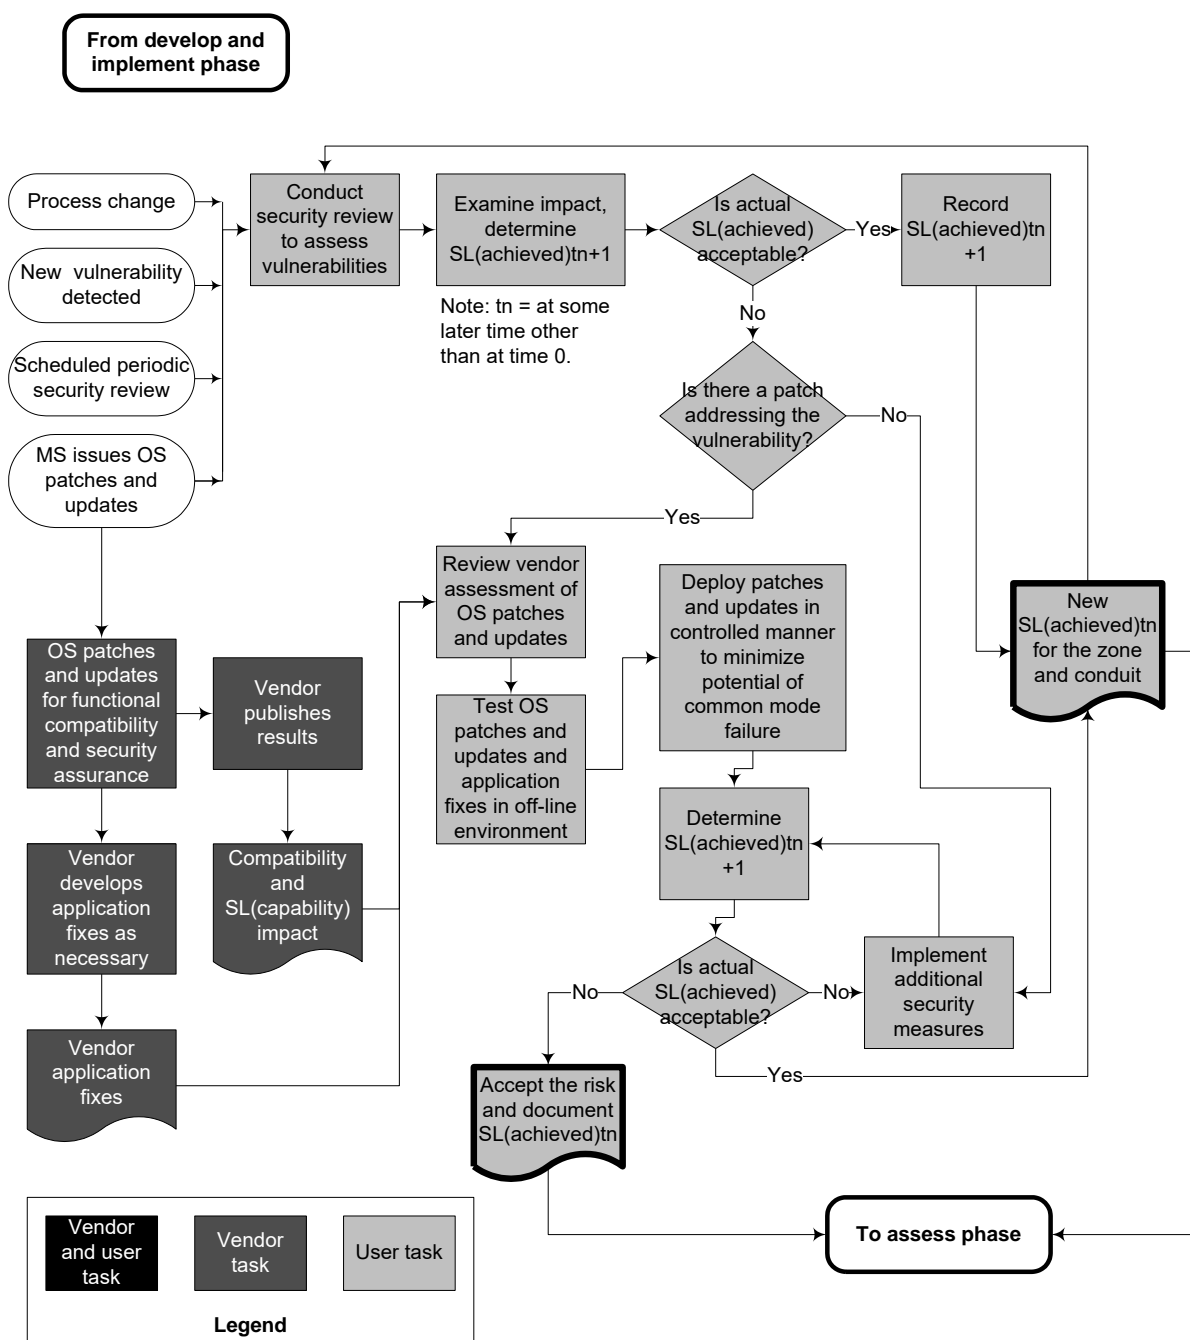 From develop and
implement phase
Process change
New vulnerability
detected
Scheduled periodic
security review
MS issues OS
patches and
updates
Conduct
security review
to assess
vulnerabilities
Examine impact,
determine
SL(achieved)tn+1
Note: tn = at some
later time other
than at time 0.
Is actual
SL(achieved)
acceptable?
Yes
Record
SL(achieved)tn
+1
No
Is there a patch
addressing the
vulnerability?
No
Yes
Review vendor
assessment of
OS patches
and updates
Deploy patches
and updates in
controlled manner
to minimize
potential of
common mode
failure
New
SL(achieved)tn
for the zone
and conduit
OS patches
and updates
for functional
compatibility
and security
assurance
Vendor
publishes
results
Test OS
patches and
updates and
application
fixes in off-line
environment
Determine
SL(achieved)tn
+1
Vendor
develops
application
fixes as
necessary
Compatibility
and
SL(capability)
impact
Is actual
SL(achieved)
acceptable?
No
No
Implement
additional
security
measures
Yes
Vendor
application
fixes
Accept the risk
and document
SL(achieved)tn
To assess phase
Vendor
and user
task
Vendor
task
User task
Legend